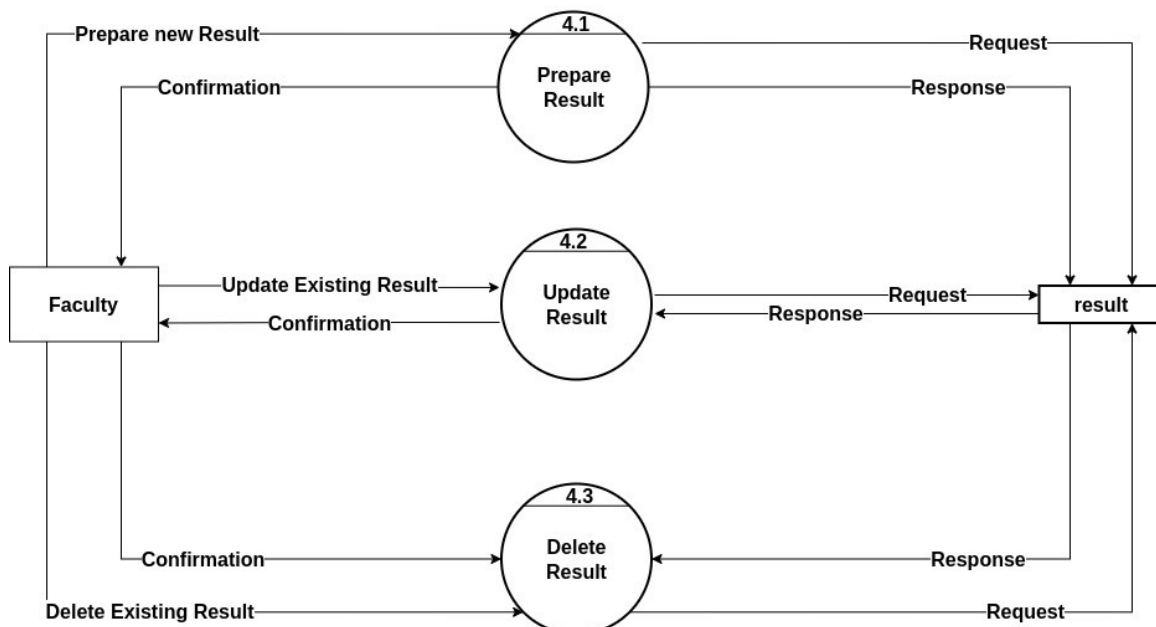 4.1
Prepare new Result
Request
Prepare
Result
Confirmation
Response
4.2
Update Existing Result
Update
Result
Request
Faculty
result
Confirmation
Response
4.3
Delete
Result
Confirmation
Response
Delete Existing Result
Request